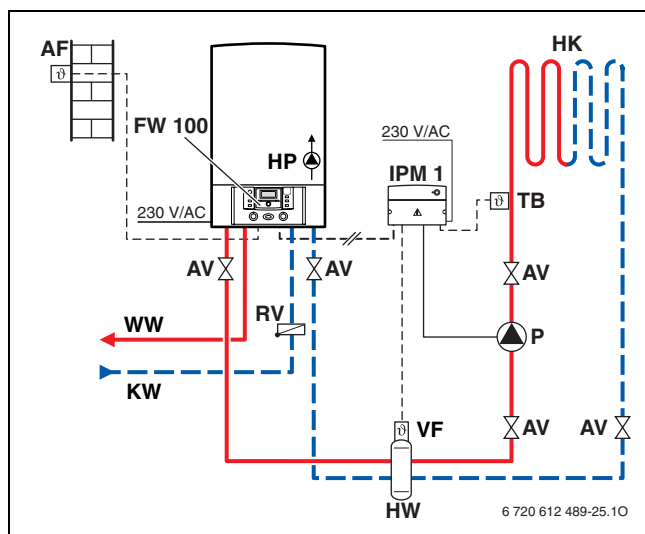 AF
ϑ
FW 100
HP
230 V/AC
230 V/AC
IPM 1
HK
ϑ TB
AV
AV
AV
RV
WW
P
KW
ϑ VF
AV
AV
HW
6 720 612 489-25.1O